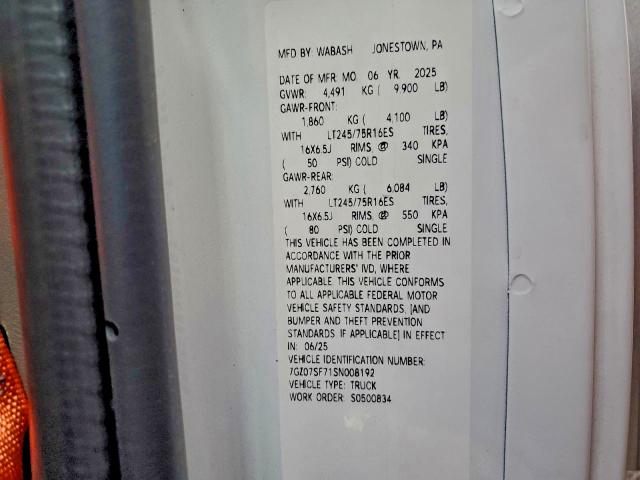 MFD BY: WABASH JONESTOWN, PA
DATE OF MFR: MO. 06 YR. 2025
GVWR: 4,491 KG ( 9,900 LB)
GAWR-FRONT:
1,860 KG ( 4,100 LB)
WITH LT245/75R16ES TIRES,
16X6.5J RIMS, @ 340 KPA
( 50 PSI) COLD SINGLE
GAWR-REAR:
2,760 KG ( 6,084 LB)
WITH LT245/75R16ES TIRES,
16X6.5J RIMS, @ 550 KPA
( 80 PSI) COLD SINGLE
THIS VEHICLE HAS BEEN COMPLETED IN
ACCORDANCE WITH THE PRIOR
MANUFACTURERS' IVD, WHERE
APPLICABLE. THIS VEHICLE CONFORMS
TO ALL APPLICABLE FEDERAL MOTOR
VEHICLE SAFETY STANDARDS, [AND
BUMPER AND THEFT PREVENTION
STANDARDS, IF APPLICABLE] IN EFFECT
IN: 06/25
VEHICLE IDENTIFICATION NUMBER:
7GZ07SF71SN008192
VEHICLE TYPE: TRUCK
WORK ORDER: S0500834